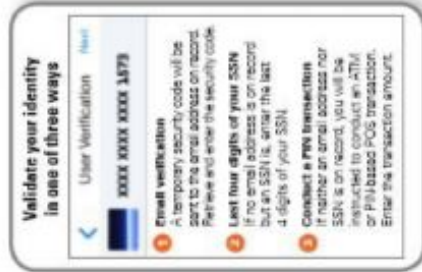 Validate your identity
in one of three ways
User Verification Next
XXXX XXXX XXXX 1573
1 Email verification
A temporary security code will be
sent to the email address on record.
Retrieve and enter the security code.
2 Last four digits of your SSN
If no email address is on record
but an SSN is, enter the last
4 digits of your SSN.
3 Conduct a PIN transaction
If neither an email address nor
SSN is on record, you will be
instructed to conduct an ATM
or PIN-based POS transaction.
Enter the transaction amount.